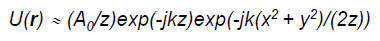 U(r) ≈ (A₀/z)exp(-jkz)exp(-jk(x² + y²)/(2z))